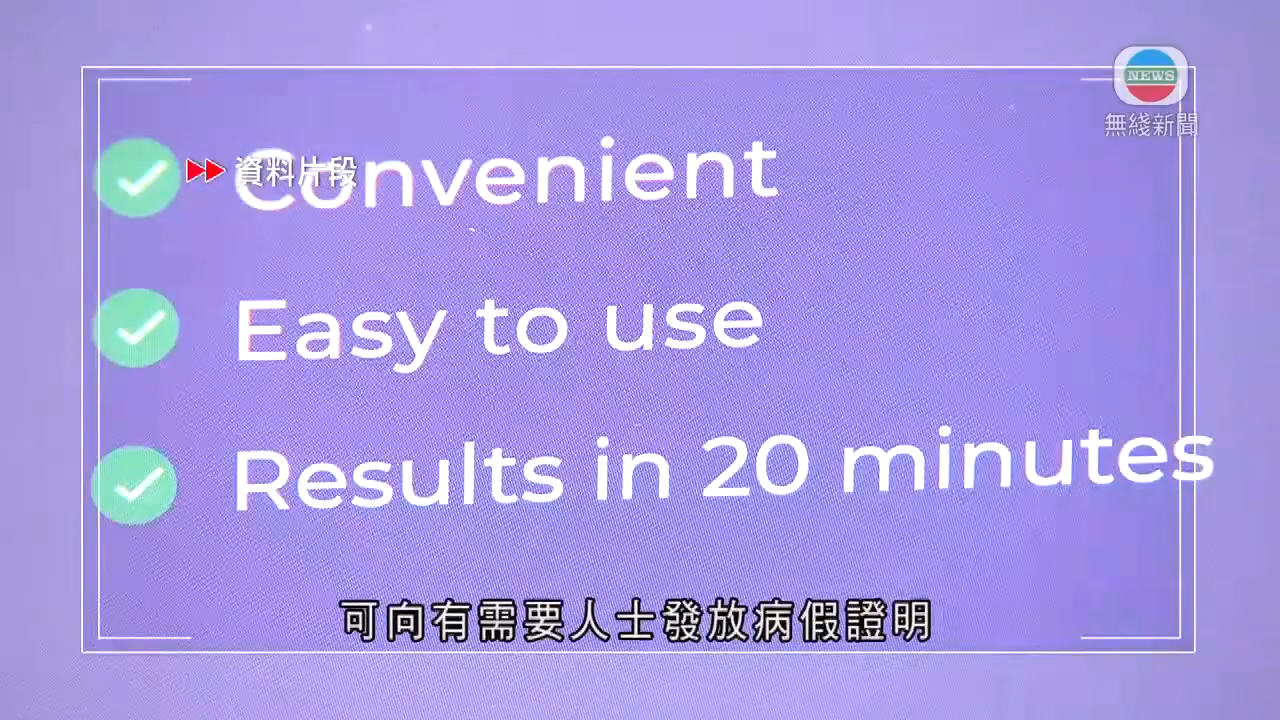 NEWS
無綫新聞
資料片段
Convenient
Easy to use
Results in 20 minutes
可向有需要人士發放病假證明